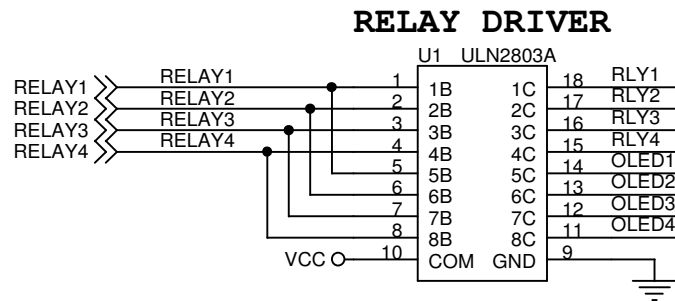 RELAY DRIVER
U1 ULN2803A
RELAY1 RELAY1 1 1B 1C 18 RLY1
RELAY2 RELAY2 2 2B 2C 17 RLY2
RELAY3 RELAY3 3 3B 3C 16 RLY3
RELAY4 RELAY4 4 4B 4C 15 RLY4
5 5B 5C 14 OLED1
6 6B 6C 13 OLED2
7 7B 7C 12 OLED3
8 8B 8C 11 OLED4
VCC 10 COM GND 9